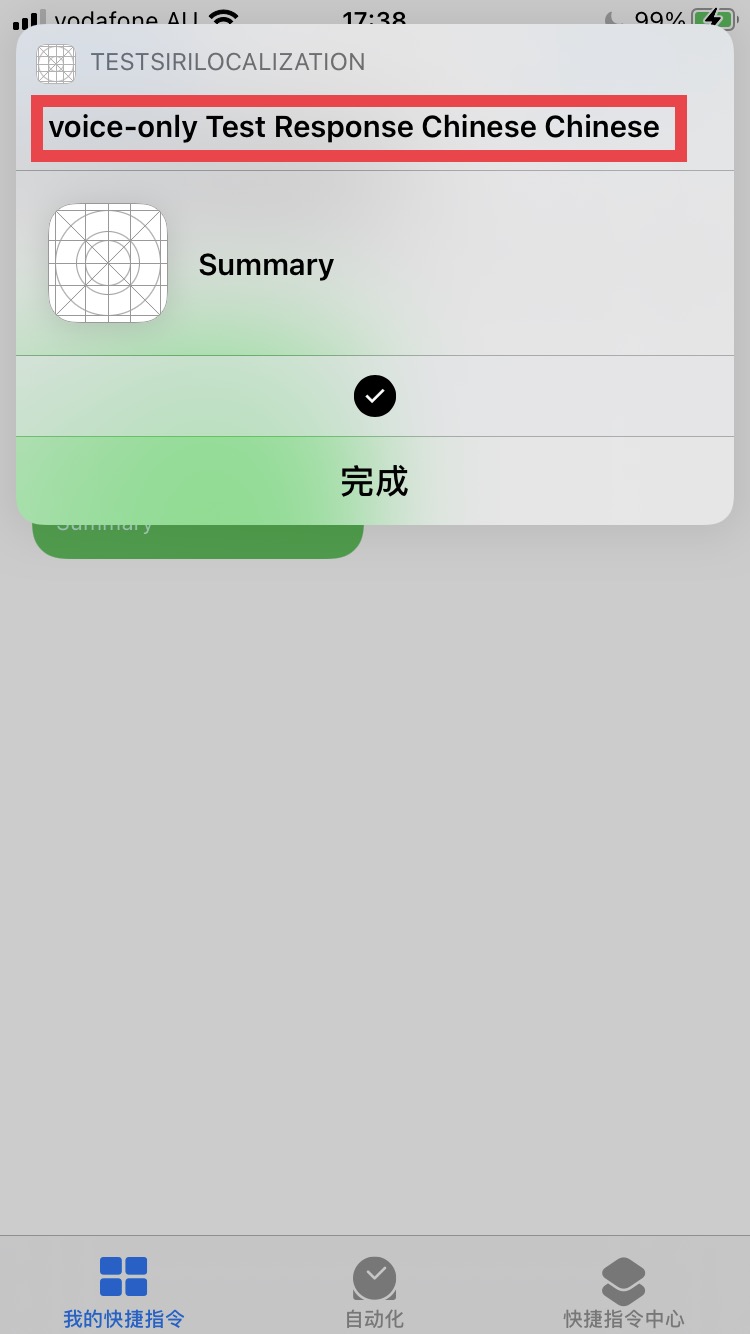 vodafone AU 17:38 99%
TESTSIRILOCALIZATION
voice-only Test Response Chinese Chinese
Summary
完成
Summary
我的快捷指令 自动化 快捷指令中心